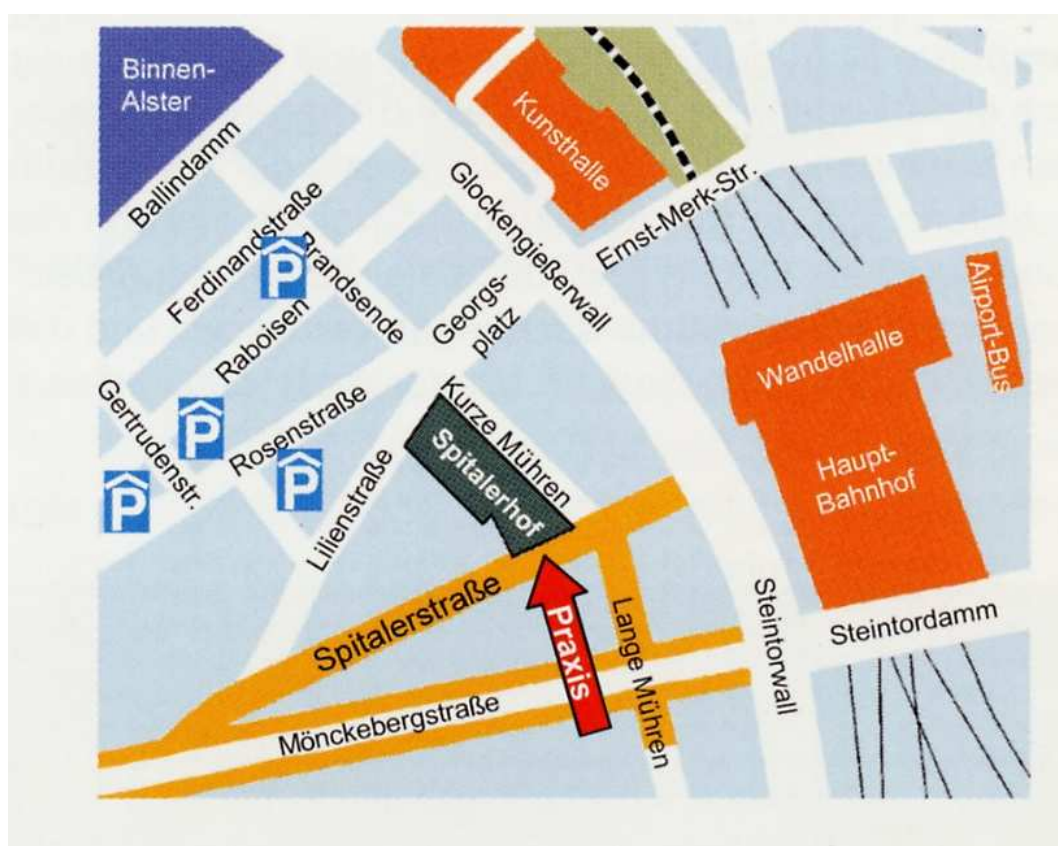 Binnen-
Alster
Ballindamm
Kunsthalle
Glockengießerwall
Ernst-Merk-Str.
Ferdinandstraße
Brandsende
P
Georgs-
platz
Raboisen
Airport-Bus
Wandelhalle
Gertrudenstr.
P
Rosenstraße
Kurze Mühren
Spitalerhof
P
P
Lilienstraße
Haupt-
Bahnhof
Spitalerstraße
Praxis
Lange Mühren
Steintorwall
Steintordamm
Mönckebergstraße